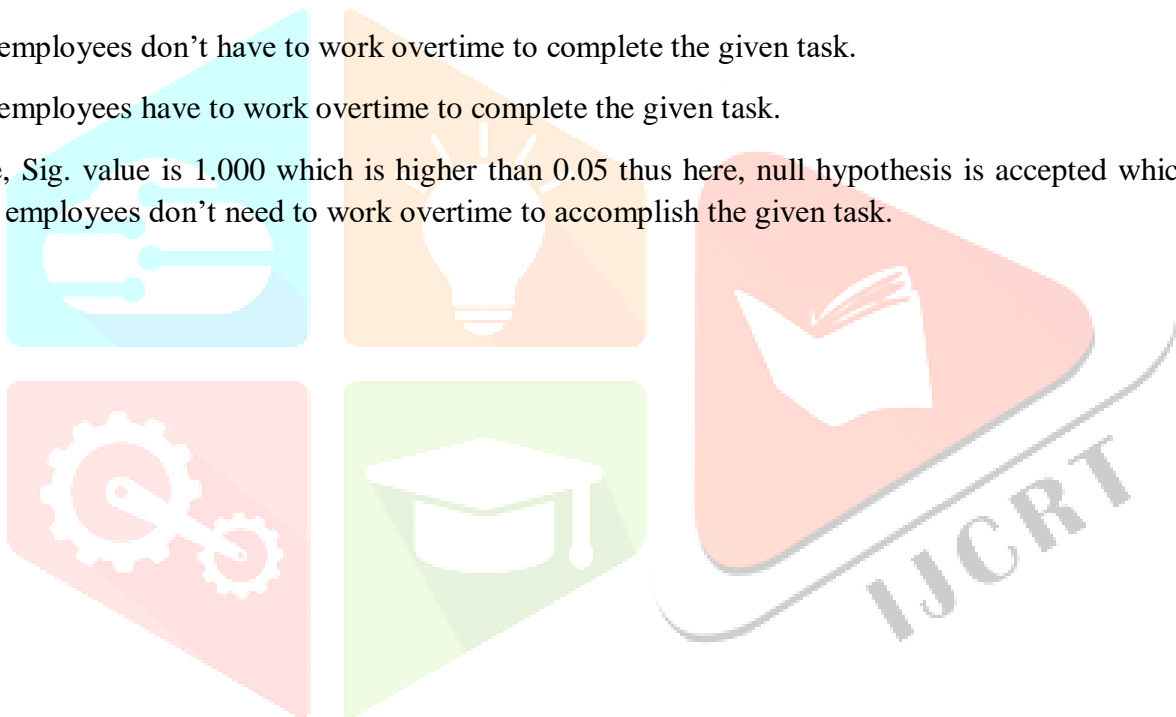 employees don’t have to work overtime to complete the given task.
employees have to work overtime to complete the given task.
, Sig. value is 1.000 which is higher than 0.05 thus here, null hypothesis is accepted
employees don’t need to work overtime to accomplish the given task.
IJCRT